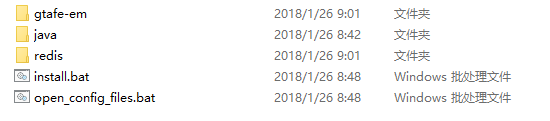 gtafe-em 2018/1/26 9:01 文件夹
java 2018/1/26 8:42 文件夹
redis 2018/1/26 9:01 文件夹
install.bat 2018/1/26 8:48 Windows 批处理文件
open_config_files.bat 2018/1/26 8:48 Windows 批处理文件